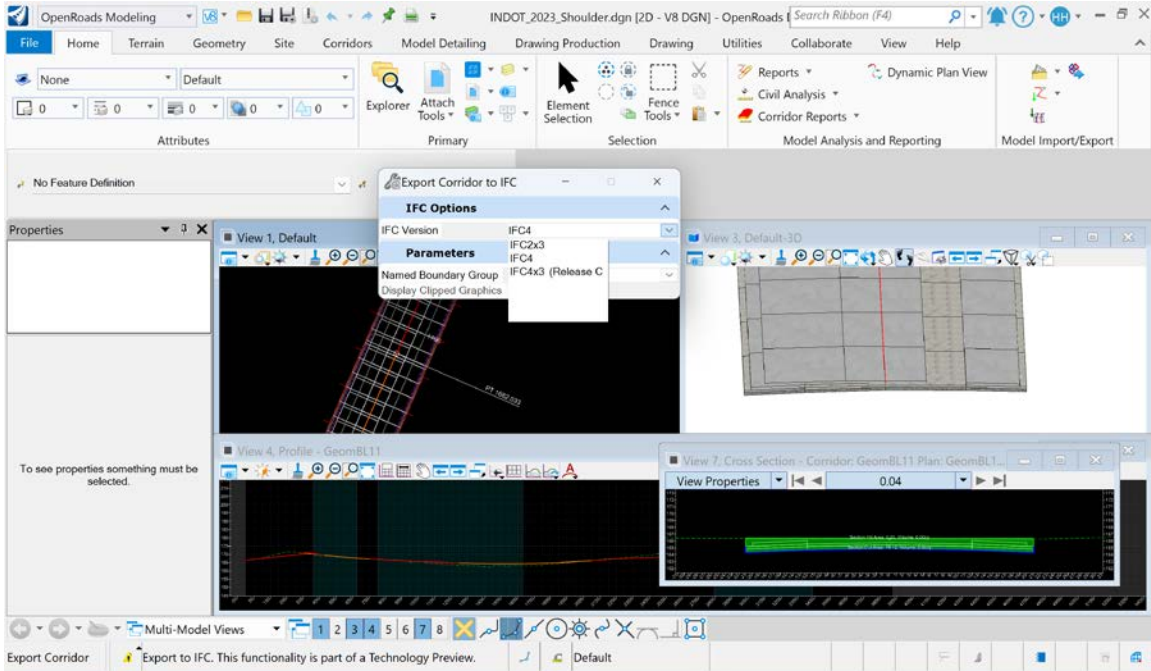 OpenRoads Modeling
INDOT_2023_Shoulder.dgn [2D - V8 DGN] - OpenRoads
Search Ribbon (F4)
HH
File Home Terrain Geometry Site Corridors Model Detailing Drawing Production Drawing Utilities Collaborate View Help
None Default
0 0 0 0 0
Explorer
Attach Tools
Element Selection
Fence Tools
Reports
Civil Analysis
Corridor Reports
Dynamic Plan View
Attributes Primary Selection Model Analysis and Reporting Model Import/Export
No Feature Definition
Export Corridor to IFC
IFC Options
IFC Version IFC4
IFC2x3
IFC4
IFC4x3 (Release C
Parameters
Named Boundary Group
Display Clipped Graphics
Properties
To see properties something must be
selected.
View 1, Default
PT 1662.033
View 3, Default-3D
View 4, Profile - GeomBL11
View 7, Cross Section - Corridor: GeomBL11 Plan: GeomBL1...
View Properties 0.04
Multi-Model Views 1 2 3 4 5 6 7 8
Export Corridor Export to IFC. This functionality is part of a Technology Preview. Default